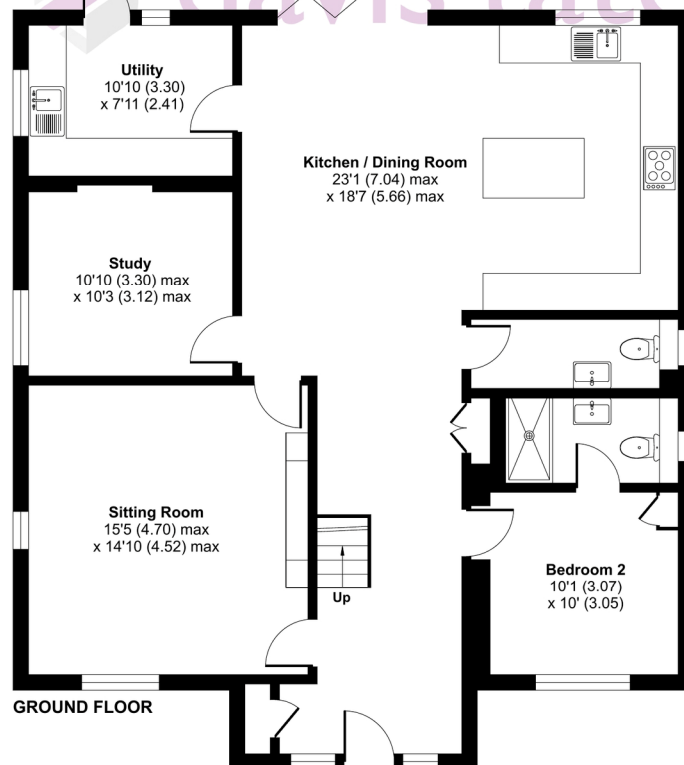 Utility
10'10 (3.30)
x 7'11 (2.41)
Kitchen / Dining Room
23'1 (7.04) max
x 18'7 (5.66) max
Study
10'10 (3.30) max
x 10'3 (3.12) max
Sitting Room
15'5 (4.70) max
x 14'10 (4.52) max
Up
Bedroom 2
10'1 (3.07)
x 10' (3.05)
GROUND FLOOR